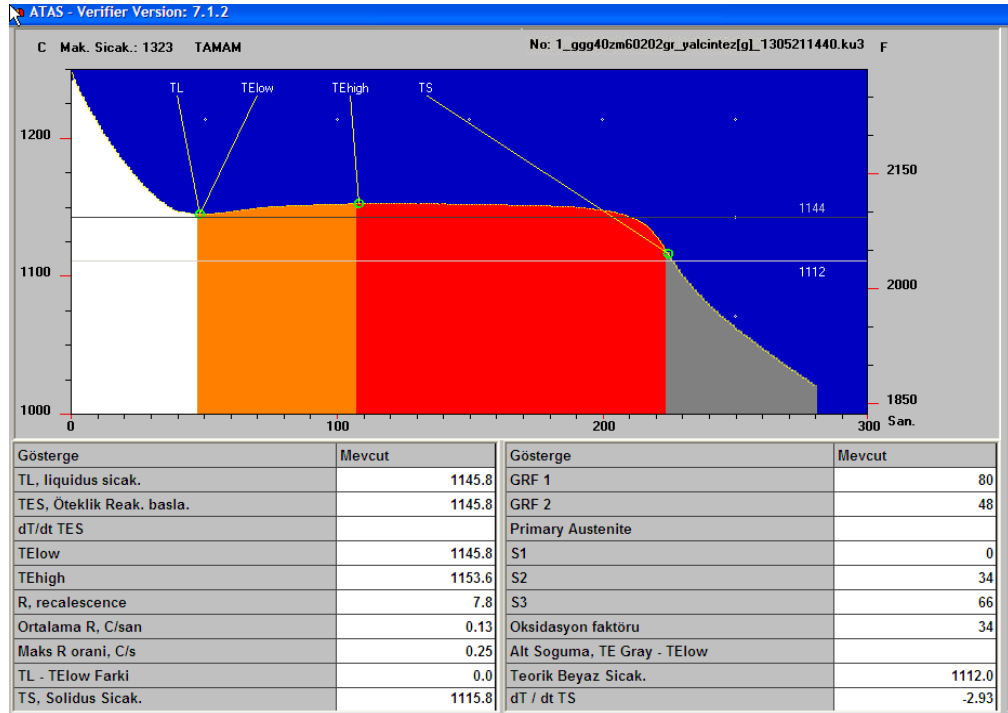 ATAS - Verifier Version: 7.1.2
C Mak. Sicak.: 1323 TAMAM No: 1_ggg40zm60202gr_yalcintez[g]_1305211440.ku3 F
TL TElow TEhigh TS
1200
2150
1144
1100
1112
2000
1000
1850
0 100 200 300 San.
Gösterge Mevcut Gösterge Mevcut
TL, liquidus sicak. 1145.8 GRF 1 80
TES, Öteklik Reak. basla. 1145.8 GRF 2 48
dT/dt TES Primary Austenite
TElow 1145.8 S1 0
TEhigh 1153.6 S2 34
R, recalescence 7.8 S3 66
Ortalama R, C/san 0.13 Oksidasyon faktöru 34
Maks R orani, C/s 0.25 Alt Soguma, TE Gray - TElow
TL - TElow Farki 0.0 Teorik Beyaz Sicak. 1112.0
TS, Solidus Sicak. 1115.8 dT / dt TS -2.93